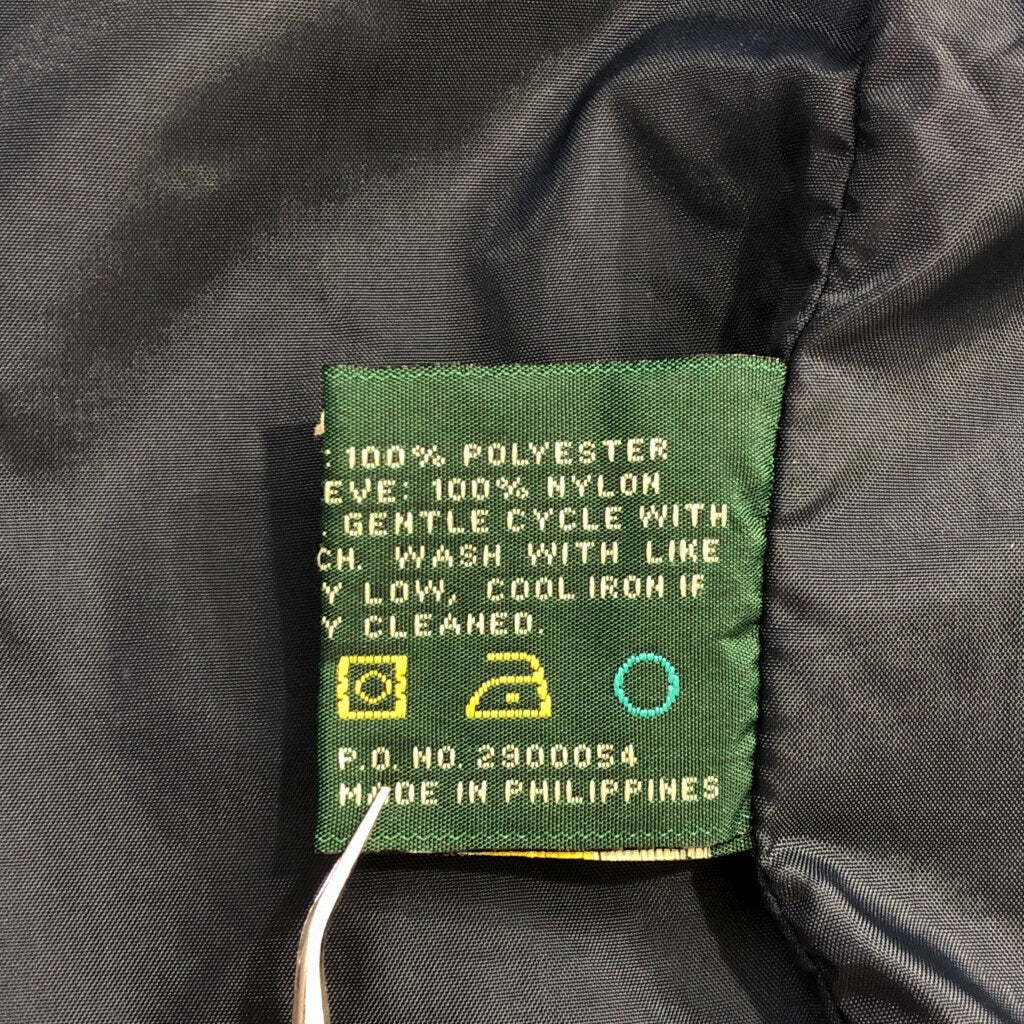 : 100% POLYESTER
EVE: 100% NYLON
GENTLE CYCLE WITH
CH. WASH WITH LIKE
Y LOW, COOL IRON IF
Y CLEANED.
P.O. NO. 2900054
MADE IN PHILIPPINES